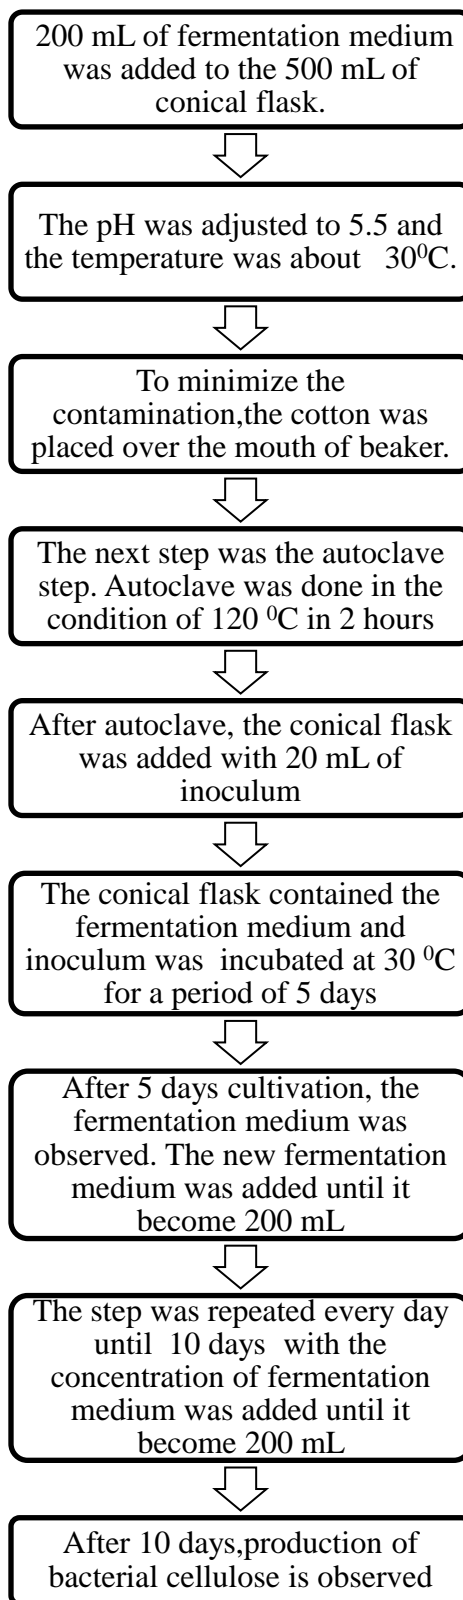 200 mL of fermentation medium
was added to the 500 mL of
conical flask.
The pH was adjusted to 5.5 and
the temperature was about 30⁰C.
To minimize the
contamination,the cotton was
placed over the mouth of beaker.
The next step was the autoclave
step. Autoclave was done in the
condition of 120 ⁰C in 2 hours
After autoclave, the conical flask
was added with 20 mL of
inoculum
The conical flask contained the
fermentation medium and
inoculum was incubated at 30 ⁰C
for a period of 5 days
After 5 days cultivation, the
fermentation medium was
observed. The new fermentation
medium was added until it
become 200 mL
The step was repeated every day
until 10 days with the
concentration of fermentation
medium was added until it
become 200 mL
After 10 days,production of
bacterial cellulose is observed